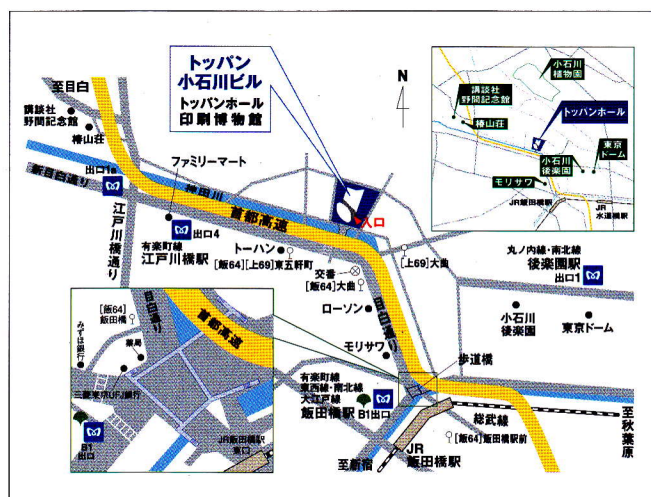 トッパン
小石川ビル
トッパンホール
印刷博物館
N
至目白
講談社
野間記念館
椿山荘
新目白通り
出口1a
ファミリーマート
神田川
首都高速
入口
江戸川橋通り
出口4
有楽町線
江戸川橋駅
トーハン
[飯64][上69]東五軒町
[上69]大曲
交番
[飯64]大曲
目白通り
ローソン
モリサワ
丸ノ内線・南北線
後楽園駅
出口1
小石川
後楽園
東京ドーム
歩道橋
有楽町線
東西線・南北線
大江戸線
飯田橋駅
B1出口
総武線
至秋葉原
[飯64]飯田橋駅前
JR
飯田橋駅
至新宿
小石川
植物園
講談社
野間記念館
椿山荘
トッパンホール
小石川
後楽園
東京
ドーム
モリサワ
JR飯田橋駅
JR
水道橋駅
[飯64]
飯田橋
目白通り
首都高速
みずほ銀行
薬局
三菱東京UFJ銀行
B1
出口
JR飯田橋駅
東口